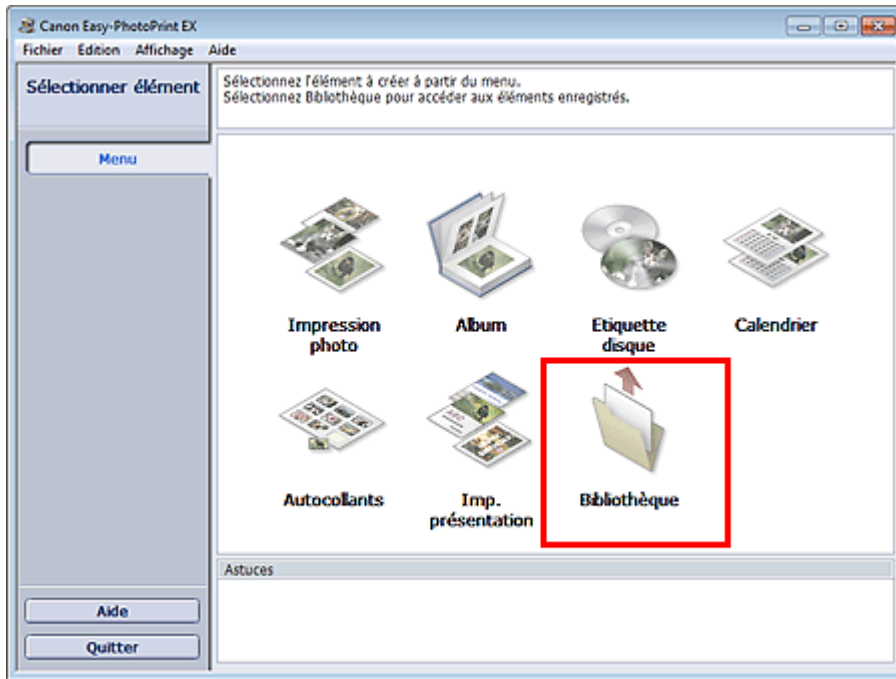 Canon Easy-PhotoPrint EX
Fichier Edition Affichage Aide
Sélectionner élément
Sélectionnez l'élément à créer à partir du menu.
Sélectionnez Bibliothèque pour accéder aux éléments enregistrés.
Menu
Impression
photo
Album
Etiquette
disque
Calendrier
Autocollants
Imp.
présentation
Bibliothèque
Astuces
Aide
Quitter